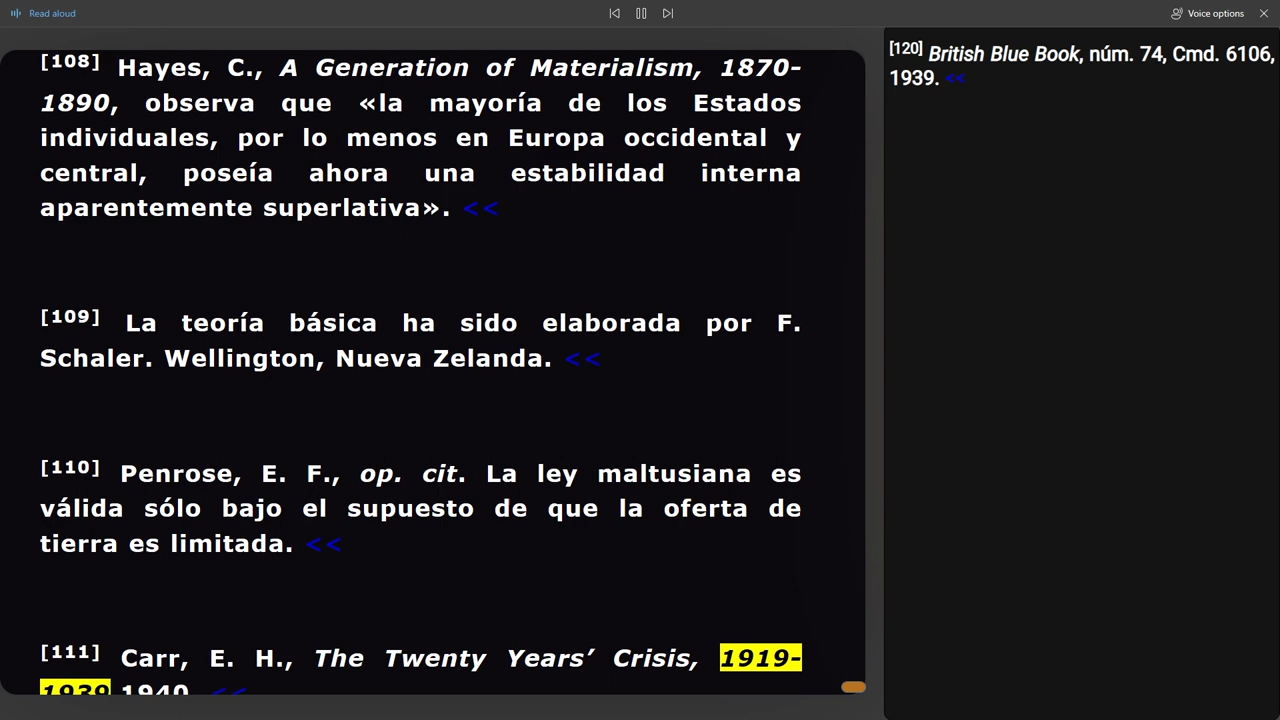 Read aloud
Voice options
[108] Hayes, C., A Generation of Materialism, 1870-
1890, observa que «la mayoría de los Estados
individuales, por lo menos en Europa occidental y
central, poseía ahora una estabilidad interna
aparentemente superlativa». <<
[109] La teoría básica ha sido elaborada por F.
Schaler. Wellington, Nueva Zelanda. <<
[110] Penrose, E. F., op. cit. La ley maltusiana es
válida sólo bajo el supuesto de que la oferta de
tierra es limitada. <<
[111] Carr, E. H., The Twenty Years’ Crisis, 1919-
1939 1940. <<
[120] British Blue Book, núm. 74, Cmd. 6106,
1939. <<